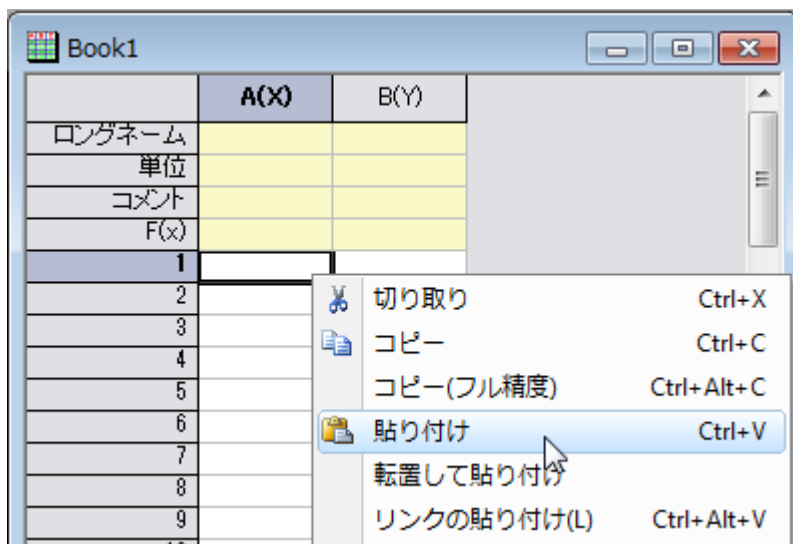 Book1
A(X) B(Y)
ロングネーム
単位
コメント
F(x)
1
2
切り取り Ctrl+X
3
コピー Ctrl+C
4
5
コピー(フル精度) Ctrl+Alt+C
6
貼り付け Ctrl+V
7
転置して貼り付け
8
9
リンクの貼り付け(L) Ctrl+Alt+V